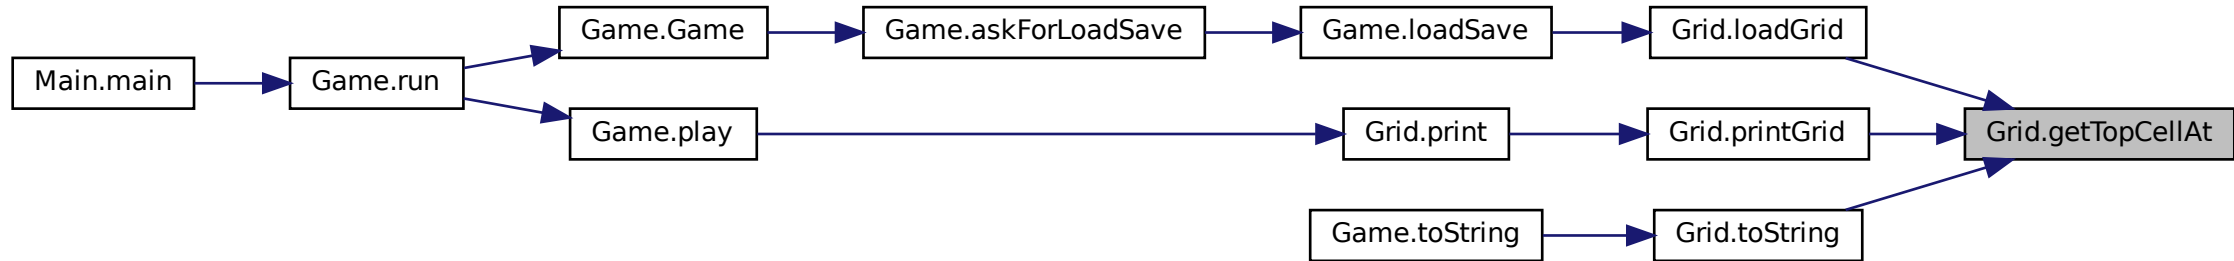 Game.Game
Game.askForLoadSave
Game.loadSave
Grid.loadGrid
Main.main
Game.run
Game.play
Grid.print
Grid.printGrid
Grid.getTopCellAt
Game.toString
Grid.toString